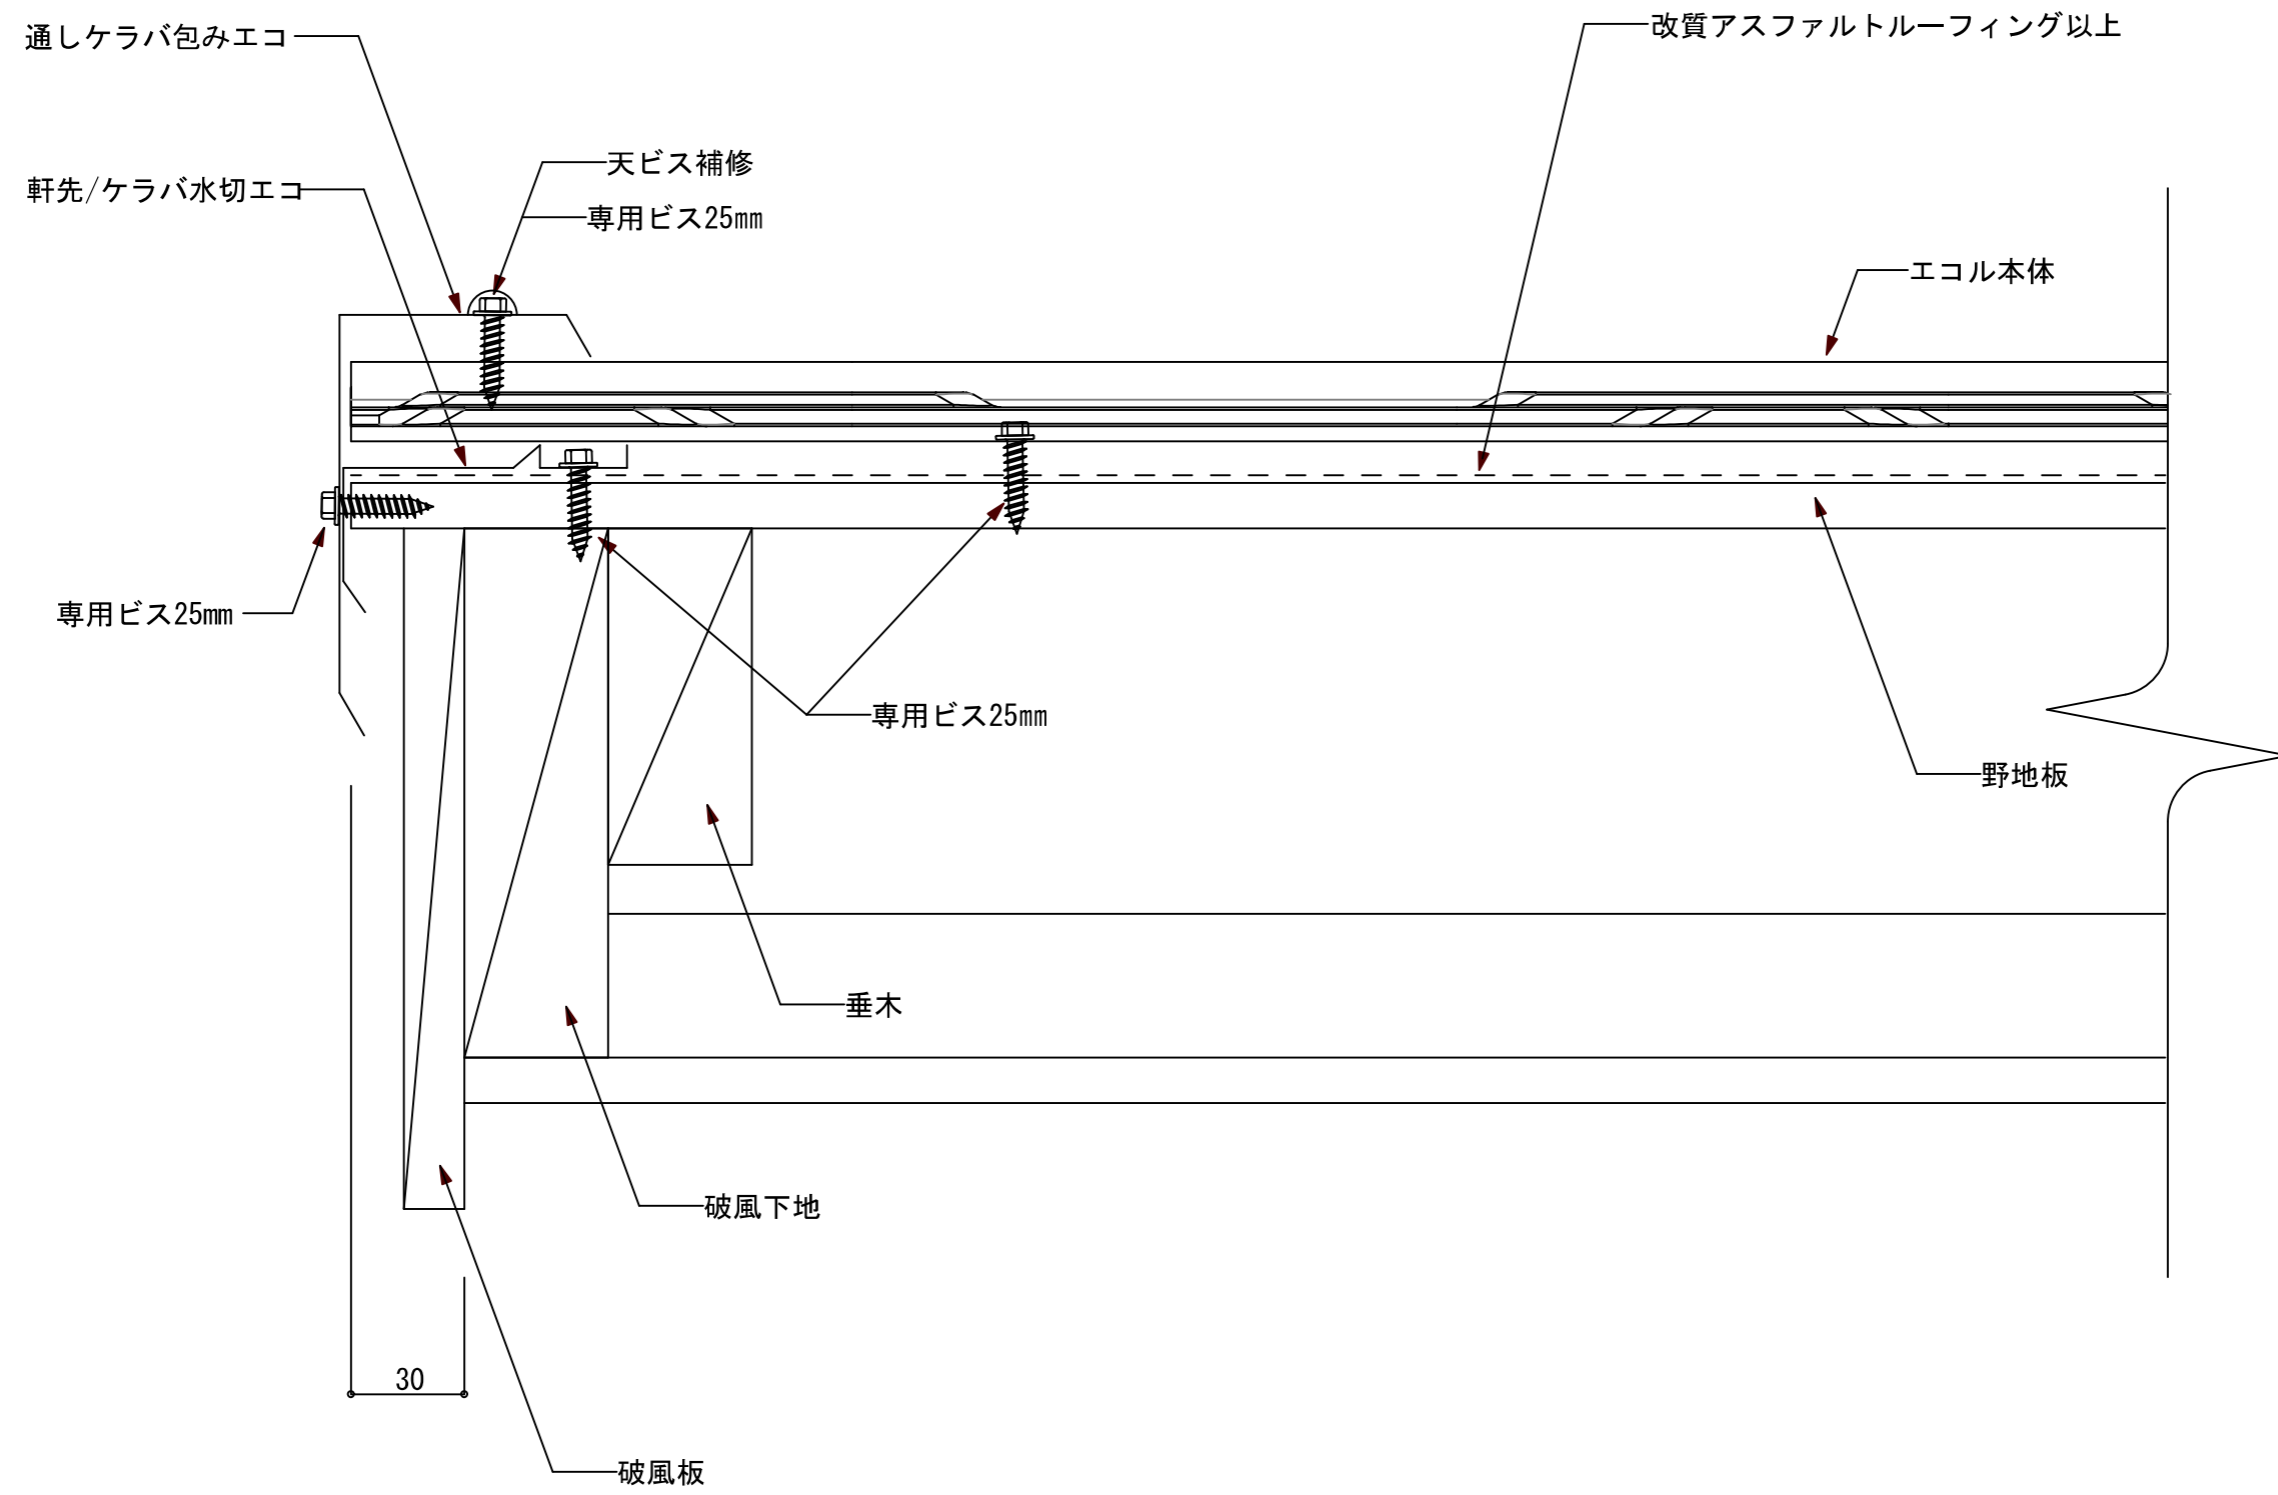 通しケラバ包みエコ
改質アスファルトルーフィング以上
天ビス補修
軒先/ケラバ水切エコ
専用ビス25mm
エコル本体
専用ビス25mm
専用ビス25mm
野地板
垂木
破風下地
30
破風板